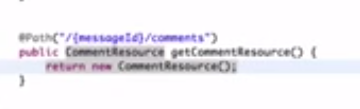 @Path("/{messageId}/comments")
public CommentResource getCommentResource() {
return new CommentResource();
}